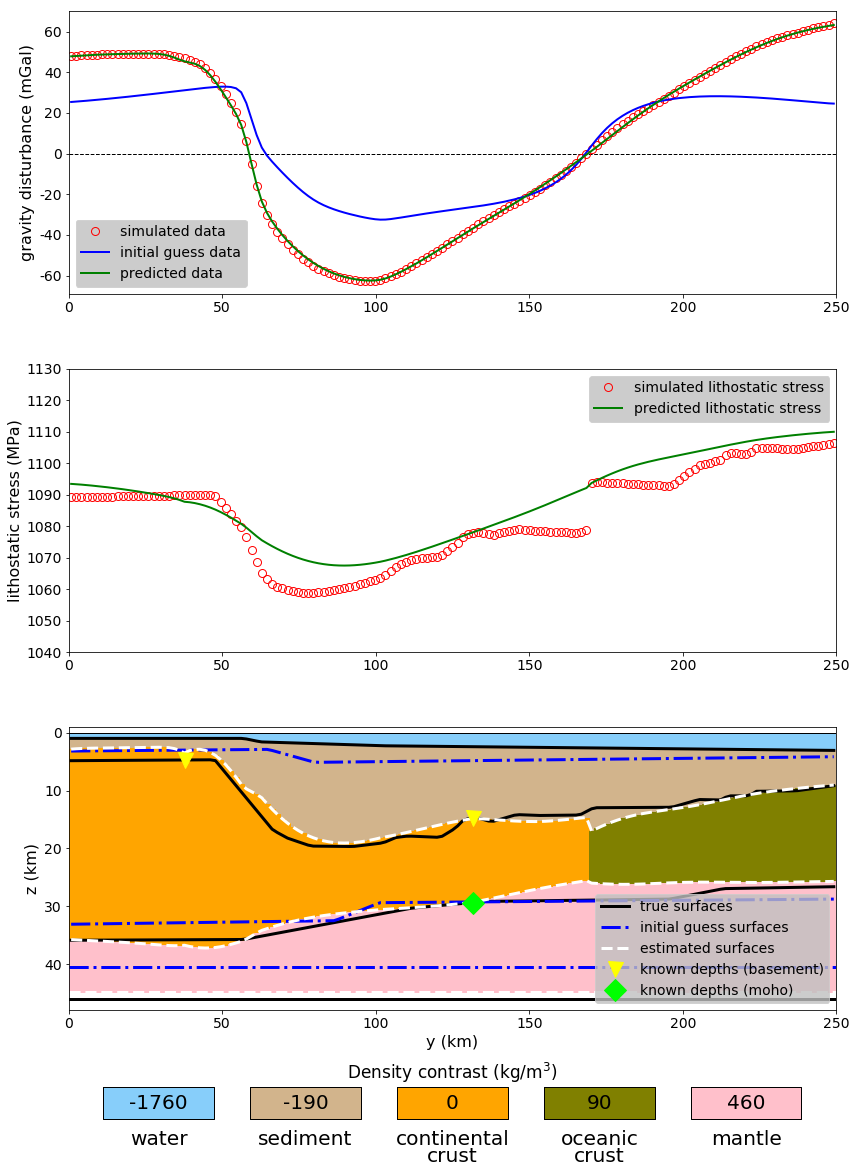 60
40
20
0
-20
-40
-60
gravity disturbance (mGal)
simulated data
initial guess data
predicted data
0 50 100 150 200 250
1130
1120
1110
1100
1090
1080
1070
1060
1050
1040
lithostatic stress (MPa)
simulated lithostatic stress
predicted lithostatic stress
0 50 100 150 200 250
0
10
20
30
40
z (km)
true surfaces
initial guess surfaces
estimated surfaces
known depths (basement)
known depths (moho)
0 50 100 150 200 250
y (km)
Density contrast (kg/m³)
-1760 -190 0 90 460
water sediment continental oceanic mantle
crust crust